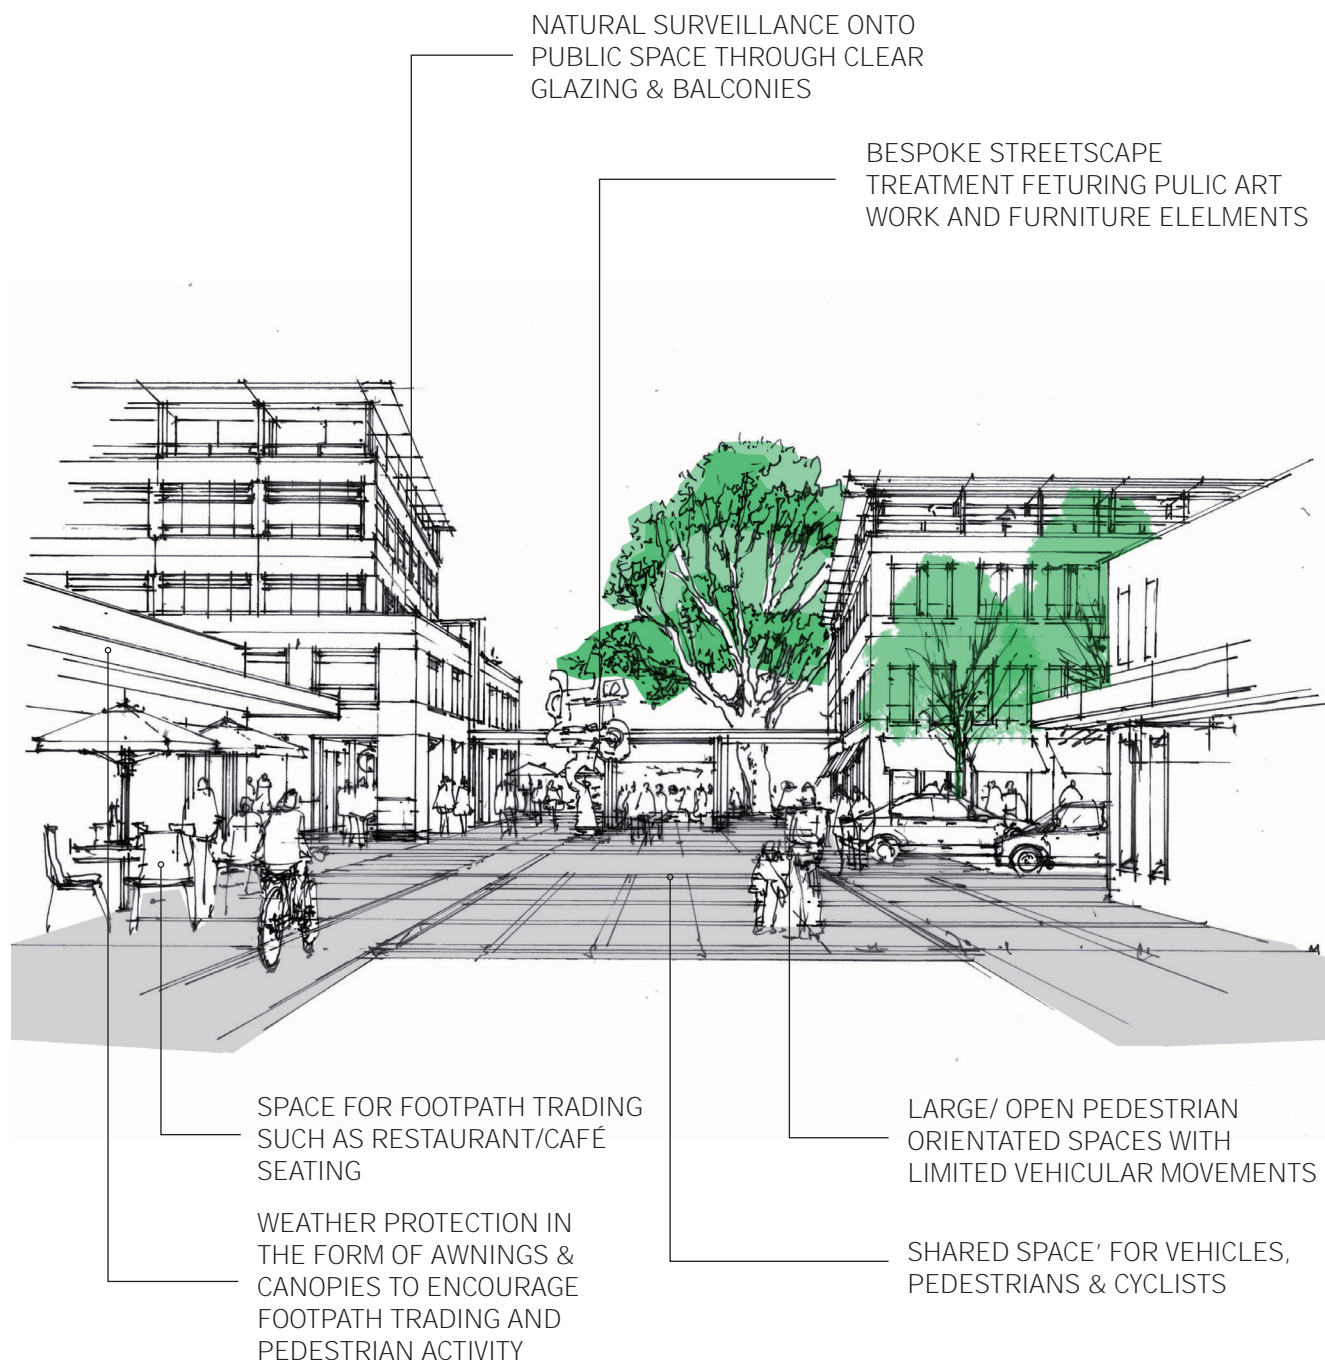 NATURAL SURVEILLANCE ONTO
PUBLIC SPACE THROUGH CLEAR
GLAZING & BALCONIES
BESPOKE STREETSCAPE
TREATMENT FETURING PULIC ART
WORK AND FURNITURE ELELMENTS
SPACE FOR FOOTPATH TRADING
SUCH AS RESTAURANT/CAFÉ
SEATING
WEATHER PROTECTION IN
THE FORM OF AWNINGS &
CANOPIES TO ENCOURAGE
FOOTPATH TRADING AND
PEDESTRIAN ACTIVITY
LARGE/ OPEN PEDESTRIAN
ORIENTATED SPACES WITH
LIMITED VEHICULAR MOVEMENTS
SHARED SPACE’ FOR VEHICLES,
PEDESTRIANS & CYCLISTS